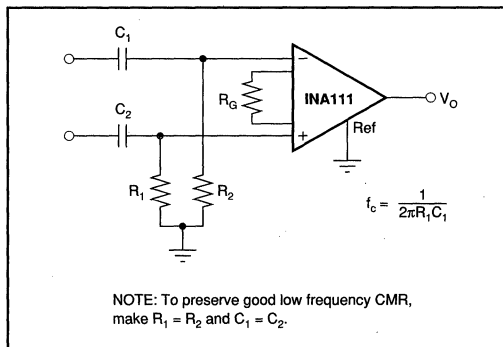 C1
C2
RG
−
INA111
+
Ref
VO
R1
R2
fc = 1 / 2πR1C1
NOTE: To preserve good low frequency CMR,
make R1 = R2 and C1 = C2.